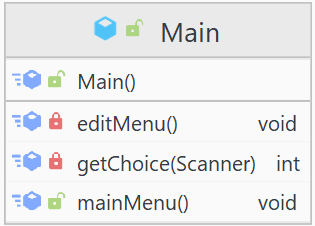 Main
Main()
editMenu() void
getChoice(Scanner) int
mainMenu() void